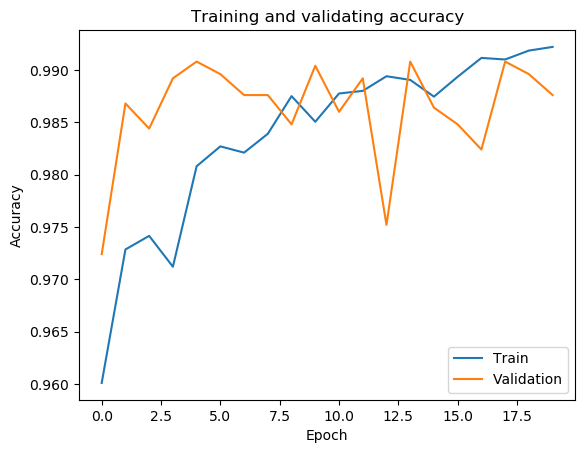 Training and validating accuracy
Accuracy
0.990
0.985
0.980
0.975
0.970
0.965
0.960
Train
Validation
0.0 2.5 5.0 7.5 10.0 12.5 15.0 17.5
Epoch